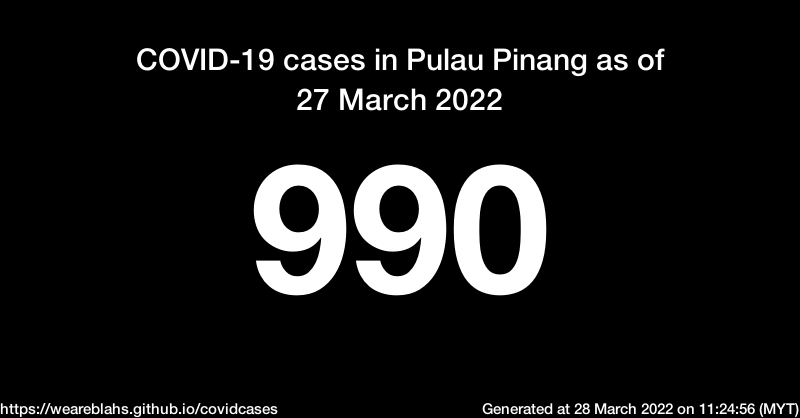 COVID-19 cases in Pulau Pinang as of
27 March 2022
990
https://weareblahs.github.io/covidcases
Generated at 28 March 2022 on 11:24:56 (MYT)